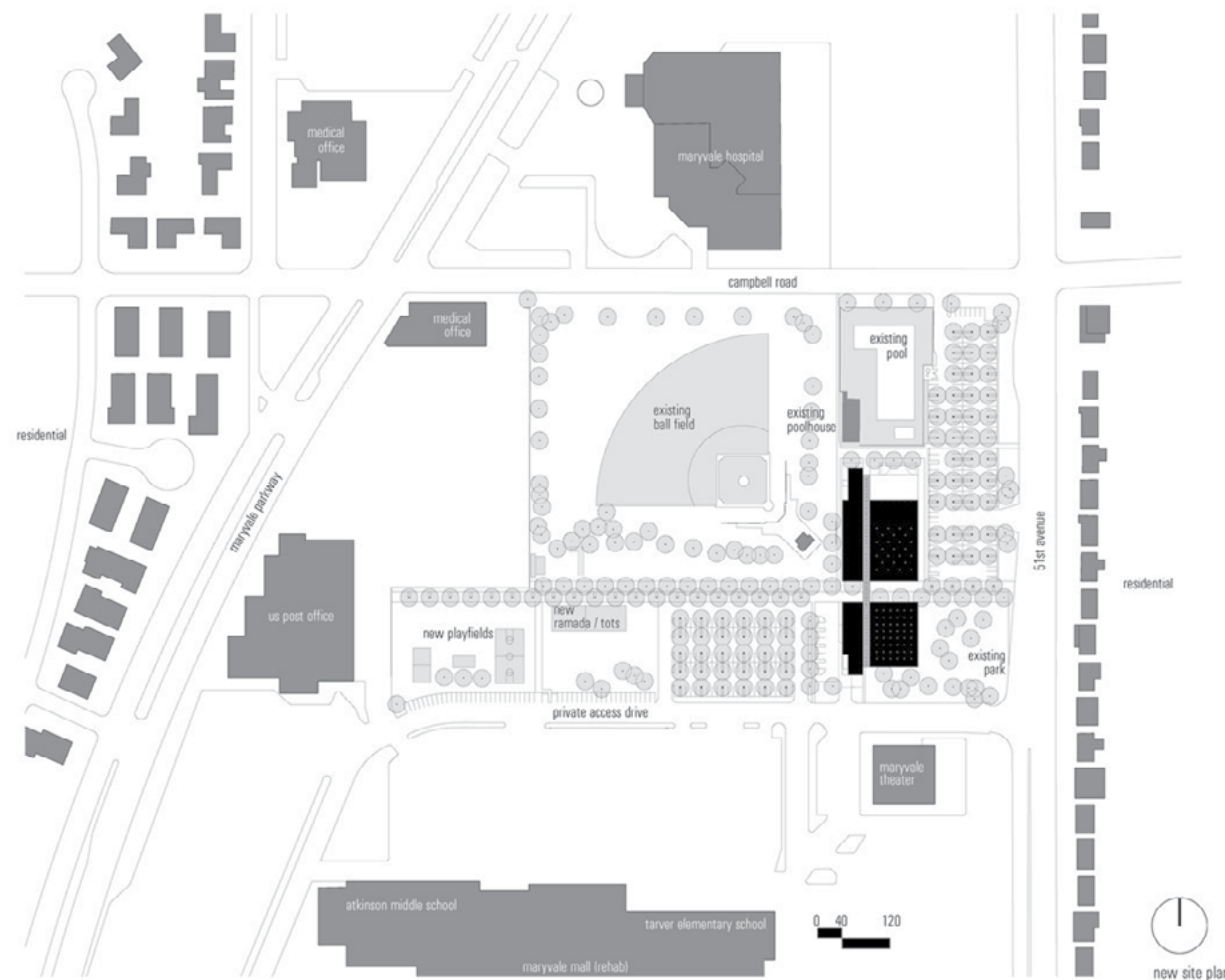 medical
office
maryvale hospital
campbell road
medical
office
existing
pool
existing
ball field
existing
poolhouse
residential
maryvale parkway
51st avenue
residential
us post office
new
ramada / tots
new playfields
existing
park
private access drive
maryvale
theater
atkinson middle school
tarver elementary school
maryvale mall (rehab)
0 40 120
new site plan